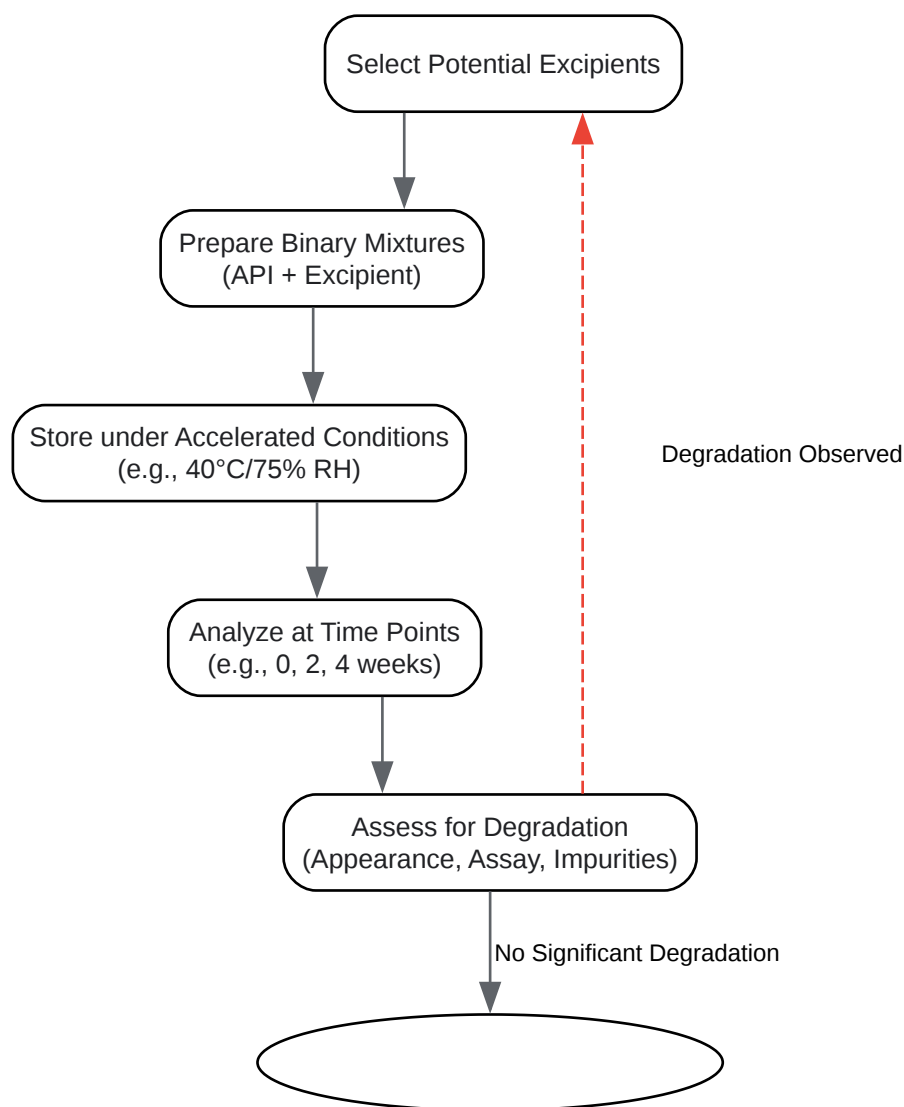 Select Potential Excipients
Prepare Binary Mixtures
(API + Excipient)
Store under Accelerated Conditions
(e.g., 40°C/75% RH)
Degradation Observed
Analyze at Time Points
(e.g., 0, 2, 4 weeks)
Assess for Degradation
(Appearance, Assay, Impurities)
No Significant Degradation